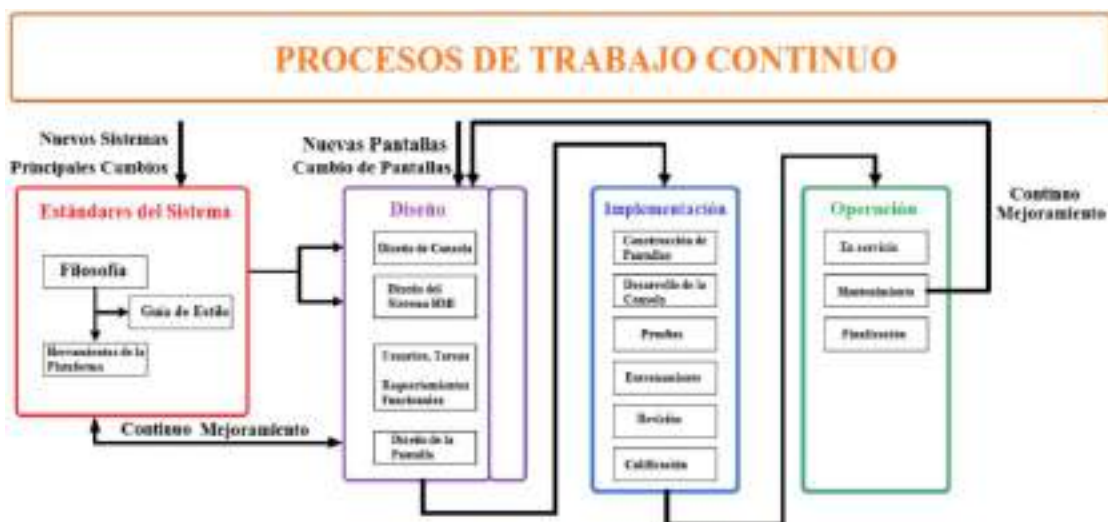 PROCESOS DE TRABAJO CONTINUO
Nuevos Sistemas
Principales Cambios
Nuevas Pantallas
Cambio de Pantallas
Continuo
Mejoramiento
Estándares del Sistema
Filosofía
Guía de Estilo
Herramientas de la
Plataforma
Continuo Mejoramiento
Diseño
Diseño de Consola
Diseño del
Sistema HMI
Usuarios, Tareas
Requerimientos
Funcionales
Diseño de la
Pantalla
Implementación
Construcción de
Pantallas
Desarrollo de la
Consola
Pruebas
Entrenamiento
Revisión
Calificación
Operación
En servicio
Mantenimiento
Finalización